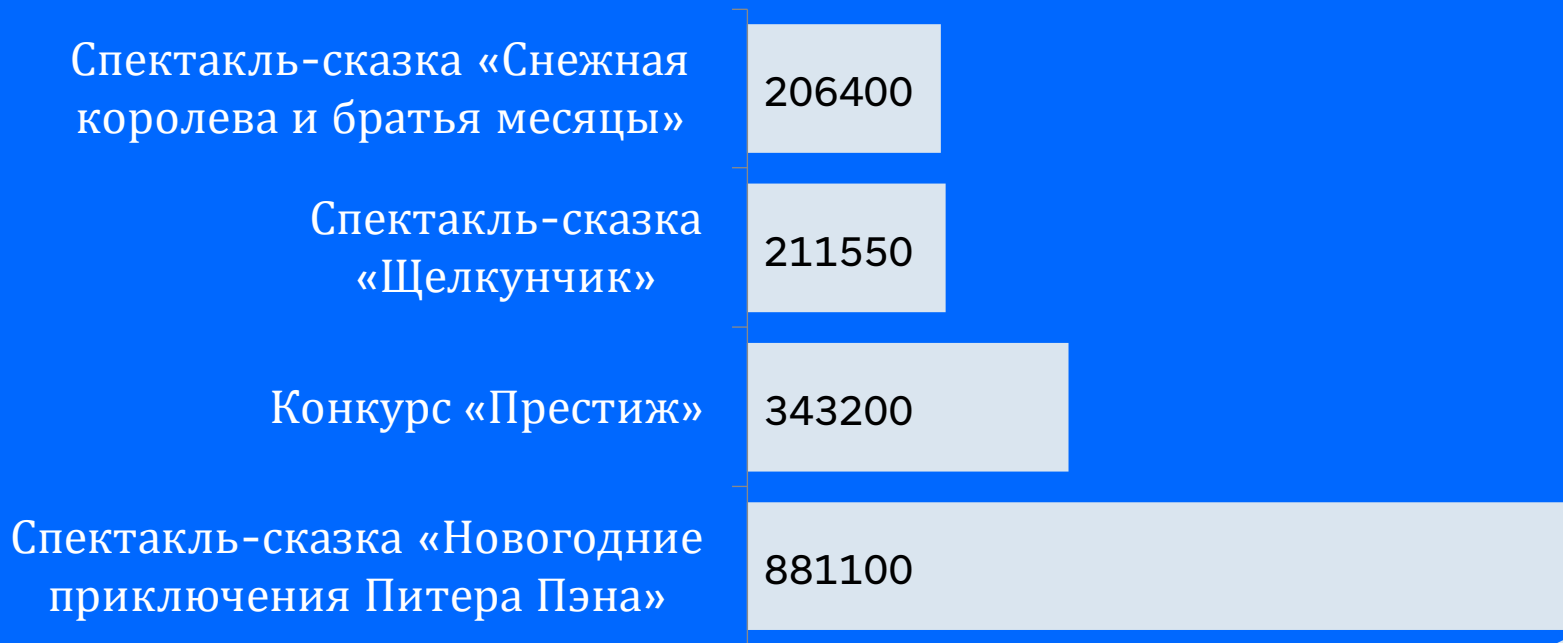 Спектакль-сказка «Снежная
королева и братья месяцы»
206400
Спектакль-сказка
«Щелкунчик»
211550
Конкурс «Престиж»
343200
Спектакль-сказка «Новогодние
приключения Питера Пэна»
881100